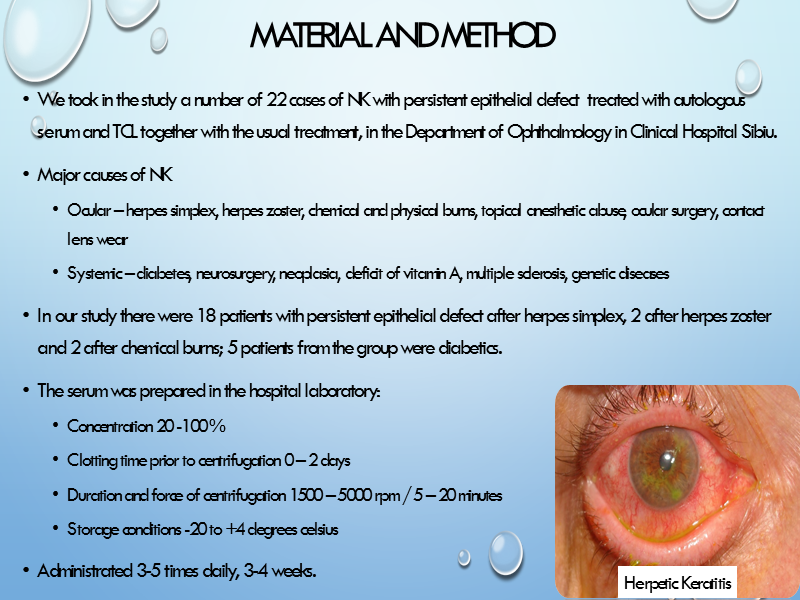 MATERIAL AND METHOD
• We took in the study a number of 22 cases of NK with persistent epithelial defect treated with autologous
serum and TCL together with the usual treatment, in the Department of Ophthalmology in Clinical Hospital Sibiu.
• Major causes of NK
• Ocular – herpes simplex, herpes zoster, chemical and physical burns, topical anesthetic abuse, ocular surgery, contact
lens wear
• Systemic – diabetes, neurosurgery, neoplasia, deficit of vitamin A, multiple sclerosis, genetic diseases
• In our study there were 18 patients with persistent epithelial defect after herpes simplex, 2 after herpes zoster
and 2 after chemical burns; 5 patients from the group were diabetics.
• The serum was prepared in the hospital laboratory:
• Concentration 20 -100%
• Clotting time prior to centrifugation 0 – 2 days
• Duration and force of centrifugation 1500 – 5000 rpm / 5 – 20 minutes
• Storage conditions -20 to +4 degrees celsius
• Administrated 3-5 times daily, 3-4 weeks.
Herpetic Keratitis